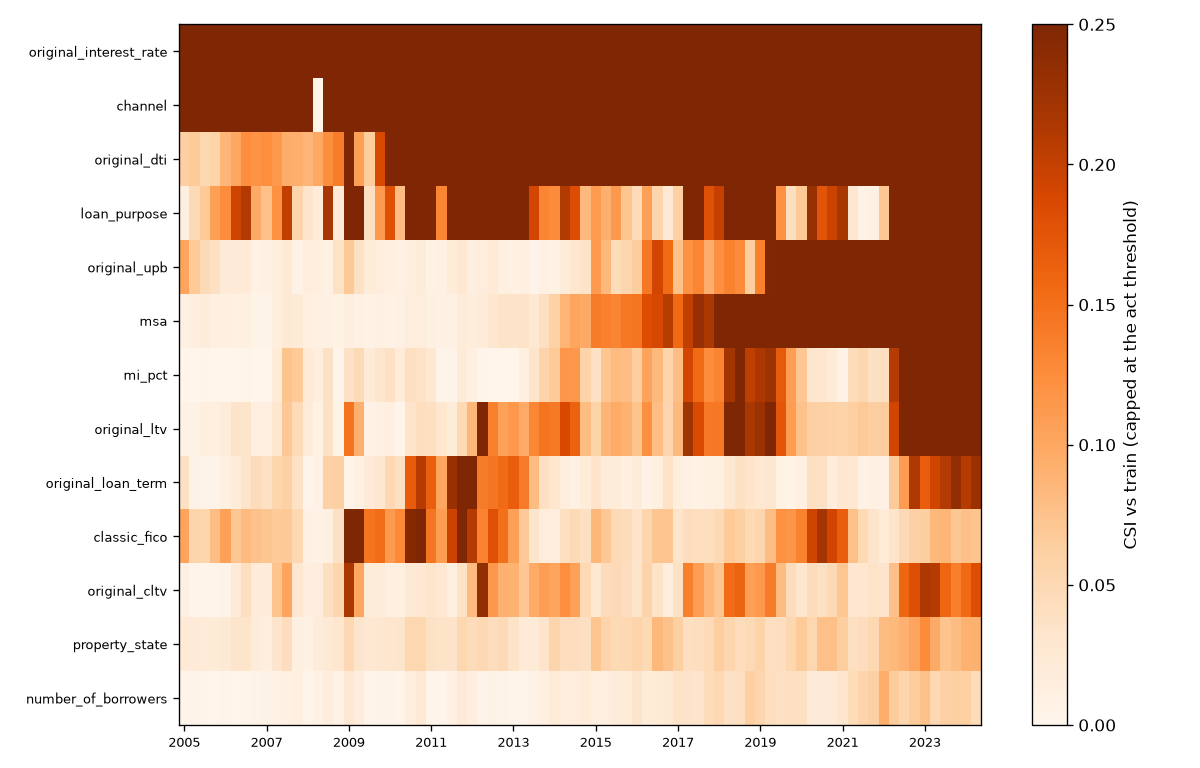 original_interest_rate
channel
original_dti
loan_purpose
original_upb
msa
mi_pct
original_ltv
original_loan_term
classic_fico
original_cltv
property_state
number_of_borrowers
2005 2007 2009 2011 2013 2015 2017 2019 2021 2023
0.25
0.20
0.15
0.10
0.05
0.00
CSI vs train (capped at the act threshold)